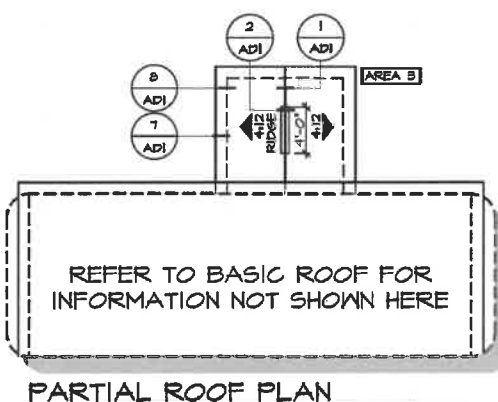 2
AD1
1
AD1
8
AD1
7
AD1
AREA B
4:12
RIDGE
4'-0"
4:12
REFER TO BASIC ROOF FOR
INFORMATION NOT SHOWN HERE
PARTIAL ROOF PLAN